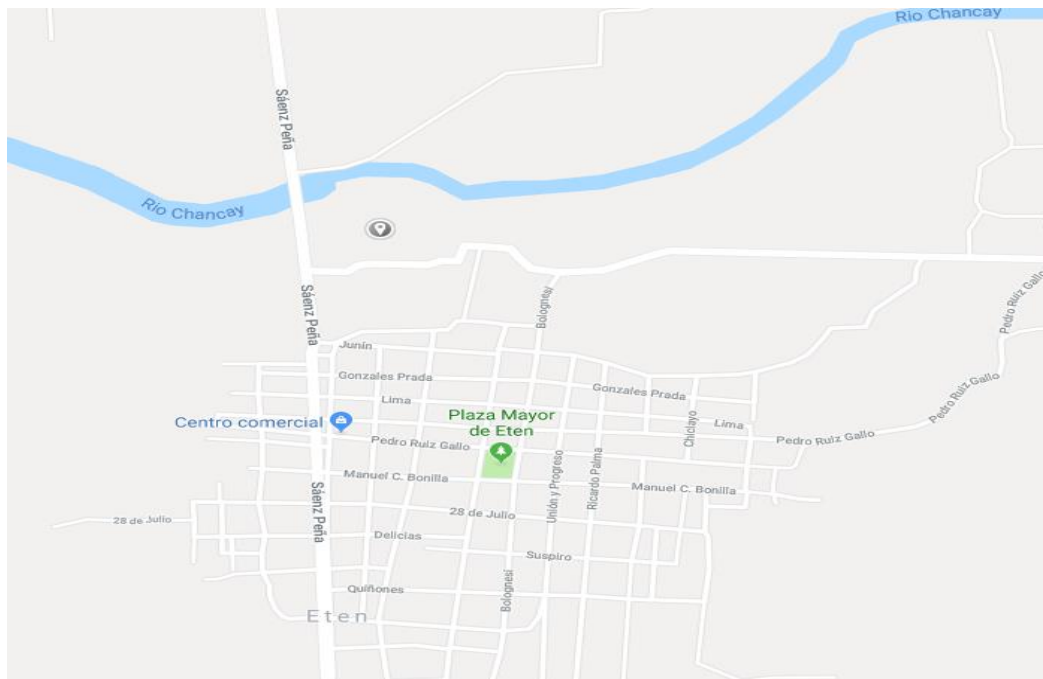 Rio Chancay
Sáenz Peña
Rio Chancay
Sáenz Peña
Bolognesi
Pedro Ruiz Gallo
Junín
Gonzales Prada
Gonzales Prada
Pedro Ruiz Gallo
Lima
Lima
Centro comercial
Plaza Mayor
de Eten
Chiclayo
Pedro Ruiz Gallo
Pedro Ruiz Gallo
Unión y Progreso
Ricardo Palma
Manuel C. Bonilla
Manuel C. Bonilla
Sáenz Peña
28 de Julio
28 de Julio
Delicias
Suspiro
Quiñones
Bolognesi
Eten